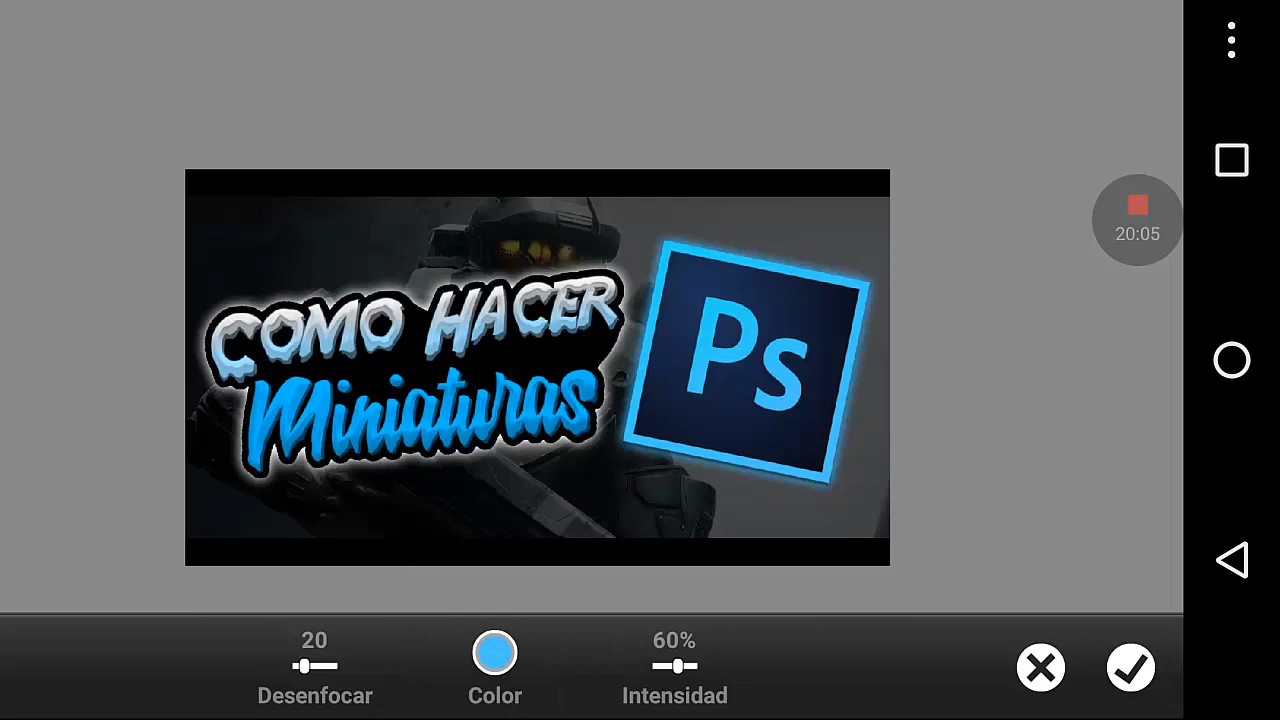 20:05
COMO HACER
Miniaturas
Ps
20
60%
Desenfocar
Color
Intensidad